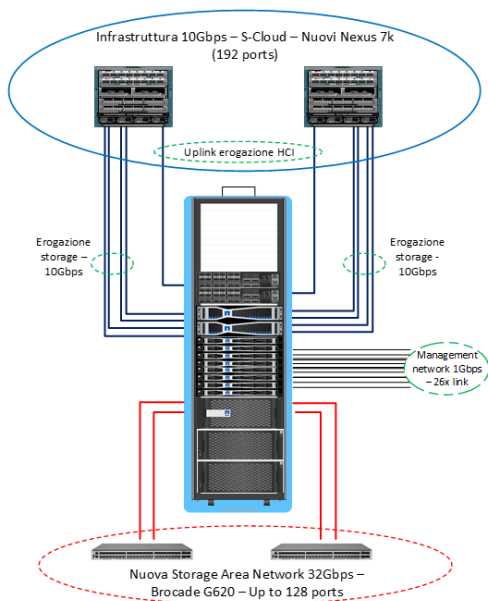 Infrastruttura 10Gbps – S-Cloud – Nuovi Nexus 7k
(192 ports)
Uplink erogazione HCI
Erogazione
storage –
10Gbps
Erogazione
storage -
10Gbps
Management
network 1Gbps
– 26x link
Nuova Storage Area Network 32Gbps –
Brocade G620 – Up to 128 ports